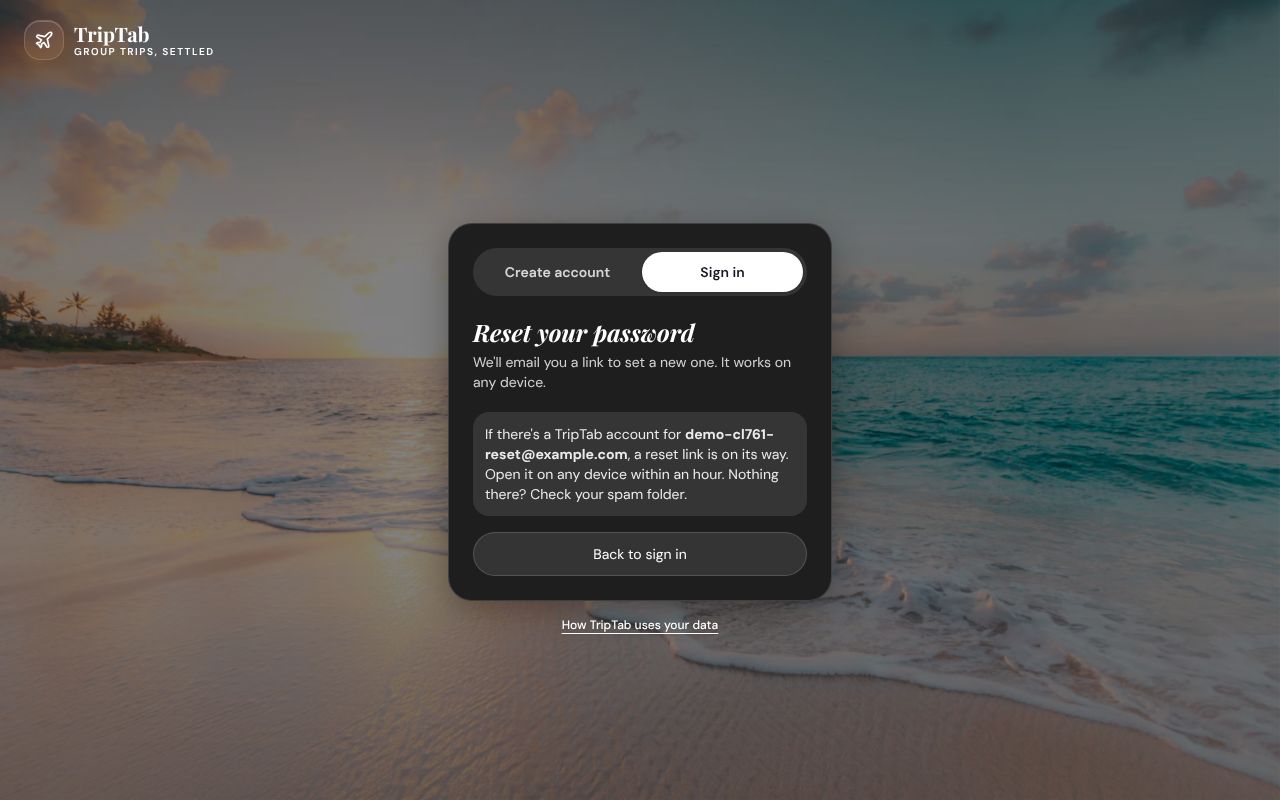 TripTab
GROUP TRIPS, SETTLED
Create account
Sign in
Reset your password
We'll email you a link to set a new one. It works on
any device.
If there's a TripTab account for demo-cl761-
reset@example.com, a reset link is on its way.
Open it on any device within an hour. Nothing
there? Check your spam folder.
Back to sign in
How TripTab uses your data